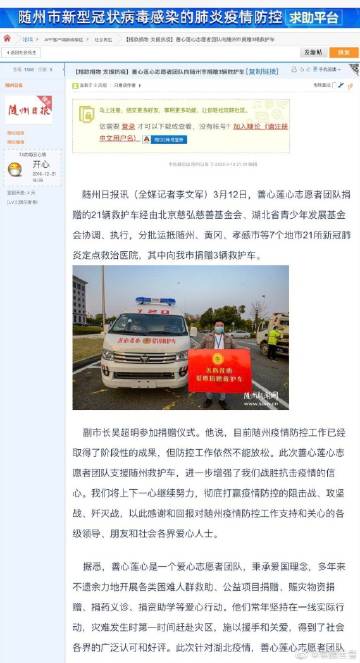 随州市新型冠状病毒感染的肺炎疫情防控 求助平台
【捐款捐物 支援抗疫】善心莲心志愿者团队向随州市捐赠3辆救护车 [复制链接]
发表于
随州日报
开心
马上注册，结交更多好友，享用更多功能，让你轻松玩转社区。
您需要 登录 才可以下载或查看，没有帐号？
随州日报讯（全媒记者李文军）3月12日，善心莲心志愿者团队捐
赠的21辆救护车经由北京慈弘慈善基金会、湖北省青少年发展基金
会协调、执行，分批运抵随州、黄冈、孝感市等7个地市21所新冠肺
炎定点救治医院，其中向我市捐赠3辆救护车。
120
副市长吴超明参加捐赠仪式。他说，目前随州疫情防控工作已经
取得了阶段性的成果，但防控工作依然不能放松。此次善心莲心志
愿者团队支援随州救护车，进一步增强了我们战胜抗击疫情的信
心。我们将上下一心继续努力，彻底打赢疫情防控的阻击战、攻坚
战、歼灭战，以此感谢和回报对随州疫情防控工作支持和关心的各
级领导、朋友和社会各界爱心人士。
据悉，善心莲心是一个爱心志愿者团队，秉承爱国理念，多年来
不遗余力地开展各类困难人群救助、公益项目捐赠、赈灾物资捐
赠、捐药义诊、捐资助学等爱心行动，他们常年坚持在一线实际行
动，灾难发生时第一时间赶赴灾区，施以援手和关爱，得到了社会
各界的广泛认可和好评。此次针对湖北疫情，善心莲心志愿者团队